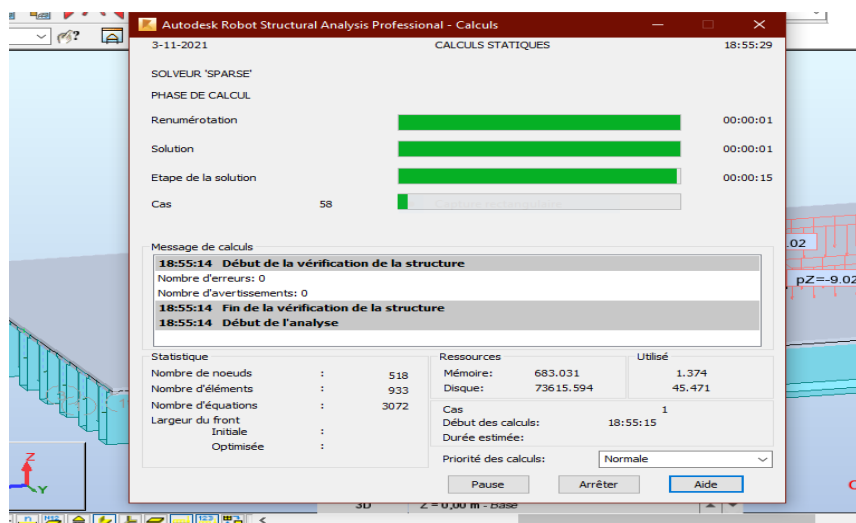 Autodesk Robot Structural Analysis Professional - Calculs
3-11-2021 CALCULS STATIQUES 18:55:29
SOLVEUR 'SPARSE'
PHASE DE CALCUL
Renumérotation 00:00:01
Solution 00:00:01
Etape de la solution 00:00:15
Cas 58
Message de calculs
18:55:14 Début de la vérification de la structure
Nombre d'erreurs: 0
Nombre d'avertissements: 0
18:55:14 Fin de la vérification de la structure
18:55:14 Début de l'analyse
Statistique Ressources Utilisé
Nombre de noeuds : 518 Mémoire: 683.031 1.374
Nombre d'éléments : 933 Disque: 73615.594 45.471
Nombre d'équations : 3072 Cas 1
Largeur du front Début des calculs: 18:55:15
Initiale : Durée estimée:
Optimisée :
Priorité des calculs: Normale
Pause Arrêter Aide
.02
pZ=-9.02
Z
Y
3D Z = 0,00 m - Base
123